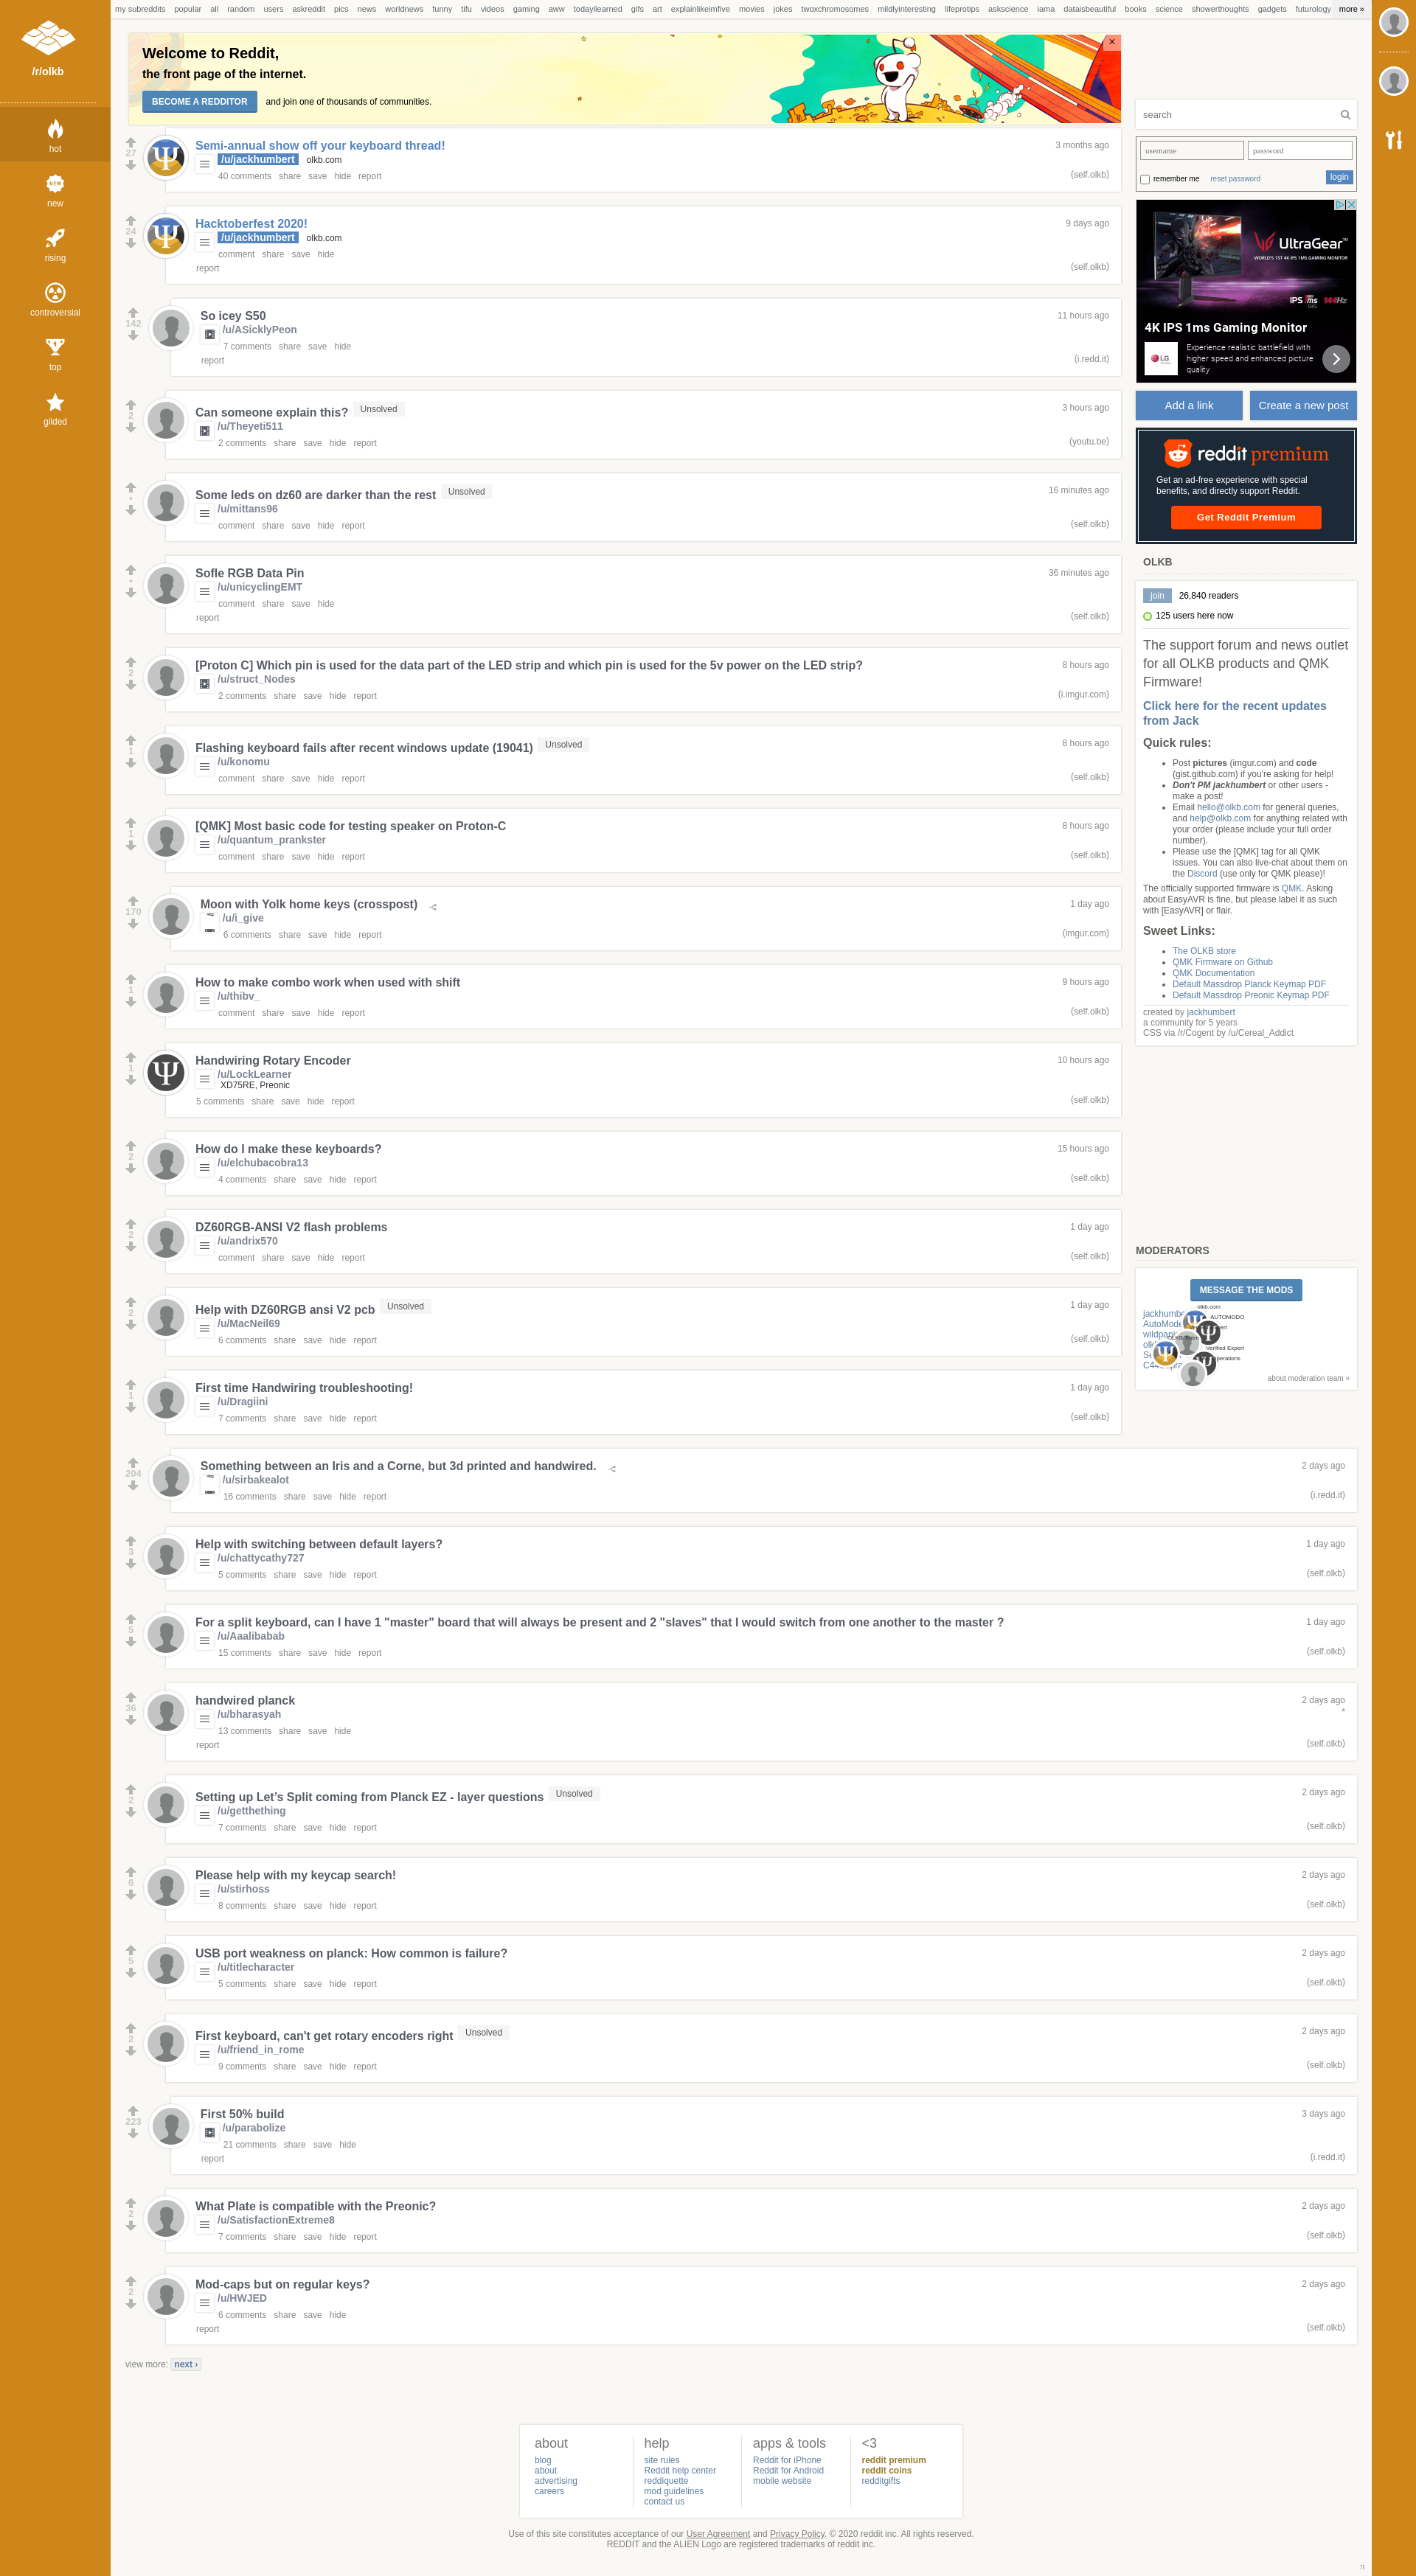 my subreddits popular all random users askreddit pics news worldnews funny tifu videos gaming aww todayilearned gifs art explainlikeimfive movies jokes twoxchromosomes mildlyinteresting lifeprotips askscience iama dataisbeautiful books science showerthoughts gadgets futurology more »
/r/olkb
hot
new
rising
controversial
top
gilded
Welcome to Reddit,
the front page of the internet.
BECOME A REDDITOR and join one of thousands of communities.
×
27
Semi-annual show off your keyboard thread!
3 months ago
/u/jackhumbert olkb.com
40 comments share save hide report
(self.olkb)
24
Hacktoberfest 2020!
9 days ago
/u/jackhumbert olkb.com
comment share save hide
report
(self.olkb)
142
So icey S50
11 hours ago
/u/ASicklyPeon
7 comments share save hide
report
(i.redd.it)
2
Can someone explain this? Unsolved
3 hours ago
/u/Theyeti511
2 comments share save hide report
(youtu.be)
•
Some leds on dz60 are darker than the rest Unsolved
16 minutes ago
/u/mittans96
comment share save hide report
(self.olkb)
•
Sofle RGB Data Pin
36 minutes ago
/u/unicyclingEMT
comment share save hide
report
(self.olkb)
2
[Proton C] Which pin is used for the data part of the LED strip and which pin is used for the 5v power on the LED strip?
8 hours ago
/u/struct_Nodes
2 comments share save hide report
(i.imgur.com)
1
Flashing keyboard fails after recent windows update (19041) Unsolved
8 hours ago
/u/konomu
comment share save hide report
(self.olkb)
1
[QMK] Most basic code for testing speaker on Proton-C
8 hours ago
/u/quantum_prankster
comment share save hide report
(self.olkb)
170
Moon with Yolk home keys (crosspost)
1 day ago
/u/i_give
6 comments share save hide report
(imgur.com)
1
How to make combo work when used with shift
9 hours ago
/u/thibv_
comment share save hide report
(self.olkb)
1
Handwiring Rotary Encoder
10 hours ago
/u/LockLearner
XD75RE, Preonic
5 comments share save hide report
(self.olkb)
2
How do I make these keyboards?
15 hours ago
/u/elchubacobra13
4 comments share save hide report
(self.olkb)
2
DZ60RGB-ANSI V2 flash problems
1 day ago
/u/andrix570
comment share save hide report
(self.olkb)
2
Help with DZ60RGB ansi V2 pcb Unsolved
1 day ago
/u/MacNeil69
6 comments share save hide report
(self.olkb)
1
First time Handwiring troubleshooting!
1 day ago
/u/Dragiini
7 comments share save hide report
(self.olkb)
204
Something between an Iris and a Corne, but 3d printed and handwired.
2 days ago
/u/sirbakealot
16 comments share save hide report
(i.redd.it)
3
Help with switching between default layers?
1 day ago
/u/chattycathy727
5 comments share save hide report
(self.olkb)
5
For a split keyboard, can I have 1 "master" board that will always be present and 2 "slaves" that I would switch from one another to the master ?
1 day ago
/u/Aaalibabab
15 comments share save hide report
(self.olkb)
36
handwired planck
2 days ago
*
/u/bharasyah
13 comments share save hide
report
(self.olkb)
2
Setting up Let’s Split coming from Planck EZ - layer questions Unsolved
2 days ago
/u/getthething
7 comments share save hide report
(self.olkb)
6
Please help with my keycap search!
2 days ago
/u/stirhoss
8 comments share save hide report
(self.olkb)
5
USB port weakness on planck: How common is failure?
2 days ago
/u/titlecharacter
5 comments share save hide report
(self.olkb)
2
First keyboard, can't get rotary encoders right Unsolved
2 days ago
/u/friend_in_rome
9 comments share save hide report
(self.olkb)
223
First 50% build
3 days ago
/u/parabolize
21 comments share save hide
report
(i.redd.it)
2
What Plate is compatible with the Preonic?
2 days ago
/u/SatisfactionExtreme8
7 comments share save hide report
(self.olkb)
2
Mod-caps but on regular keys?
2 days ago
/u/HWJED
6 comments share save hide
report
(self.olkb)
view more: next ›
search
username password
remember me reset password login
UltraGear™
WORLD'S 1ST 4K IPS 1MS GAMING MONITOR
IPS 1ms GtG 144Hz
4K IPS 1ms Gaming Monitor
LG
Experience realistic battlefield with
higher speed and enhanced picture
quality
Add a link Create a new post
reddit premium
Get an ad-free experience with special
benefits, and directly support Reddit.
Get Reddit Premium
OLKB
join 26,840 readers
125 users here now
The support forum and news outlet
for all OLKB products and QMK
Firmware!
Click here for the recent updates
from Jack
Quick rules:
• Post pictures (imgur.com) and code
(gist.github.com) if you're asking for help!
• Don't PM jackhumbert or other users -
make a post!
• Email hello@olkb.com for general queries,
and help@olkb.com for anything related with
your order (please include your full order
number).
• Please use the [QMK] tag for all QMK
issues. You can also live-chat about them on
the Discord (use only for QMK please)!
The officially supported firmware is QMK. Asking
about EasyAVR is fine, but please label it as such
with [EasyAVR] or flair.
Sweet Links:
• The OLKB store
• QMK Firmware on Github
• QMK Documentation
• Default Massdrop Planck Keymap PDF
• Default Massdrop Preonic Keymap PDF
created by jackhumbert
a community for 5 years
CSS via /r/Cogent by /u/Cereal_Addict
MODERATORS
MESSAGE THE MODS
olkb.com
AUTOMODO
Verified Expert
about moderation team »
about
blog
about
advertising
careers
help
site rules
Reddit help center
reddiquette
mod guidelines
contact us
apps & tools
Reddit for iPhone
Reddit for Android
mobile website
<3
reddit premium
reddit coins
redditgifts
Use of this site constitutes acceptance of our User Agreement and Privacy Policy. © 2020 reddit inc. All rights reserved.
REDDIT and the ALIEN Logo are registered trademarks of reddit inc.
π